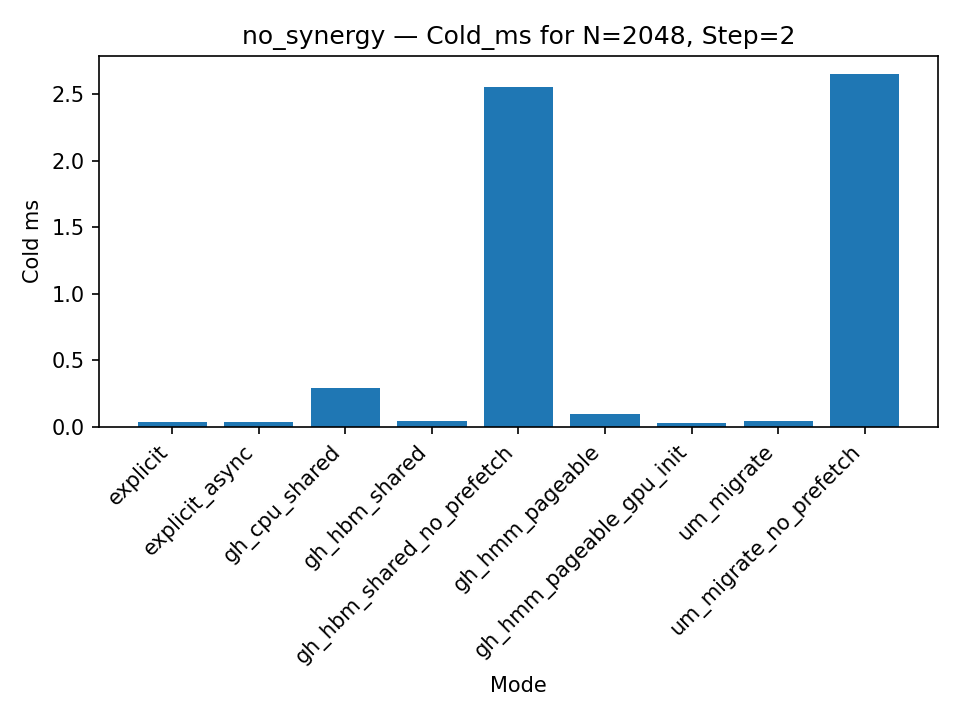 no_synergy — Cold_ms for N=2048, Step=2
Cold ms
2.5
2.0
1.5
1.0
0.5
0.0
explicit
explicit_async
gh_cpu_shared
gh_hbm_shared
gh_hbm_shared_no_prefetch
gh_hmm_pageable
gh_hmm_pageable_gpu_init
um_migrate
um_migrate_no_prefetch
Mode